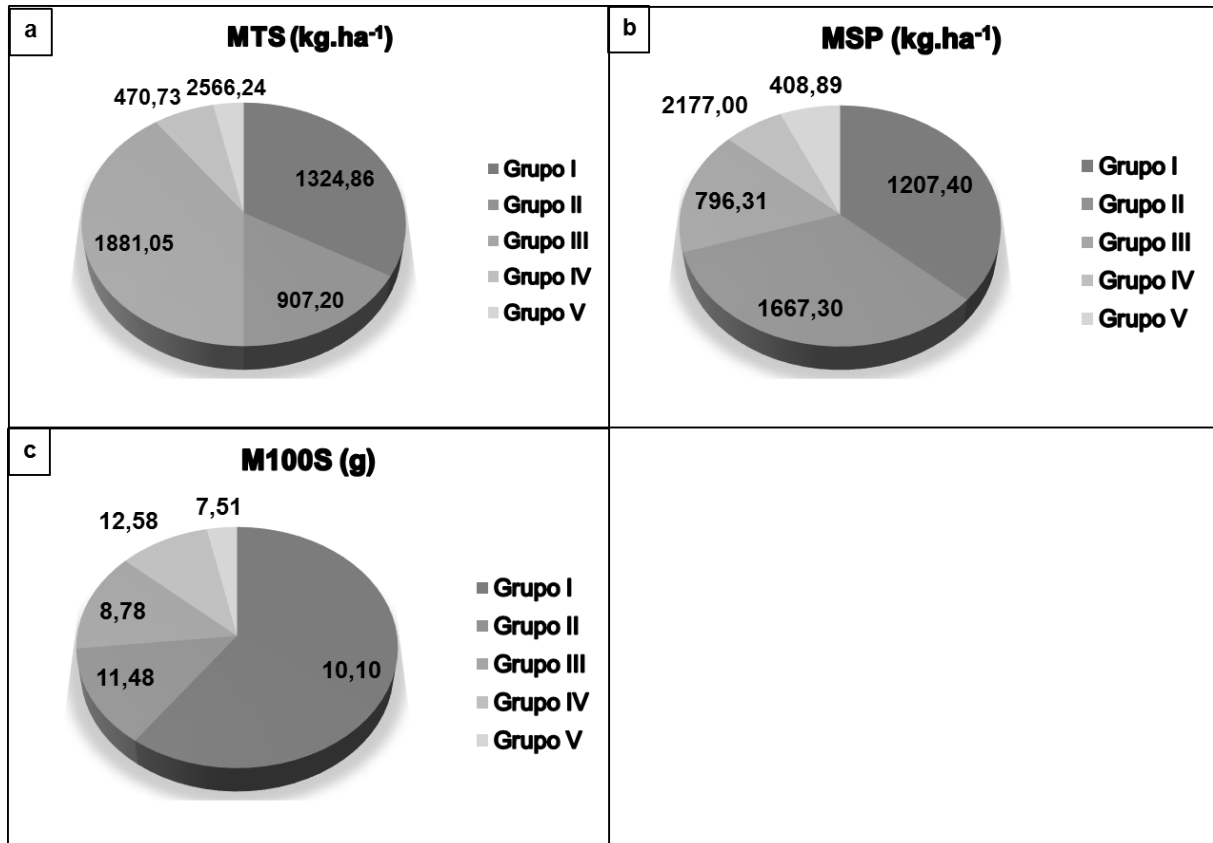 a
MTS (kg.ha⁻¹)
470,73
2566,24
1324,86
1881,05
907,20
Grupo I
Grupo II
Grupo III
Grupo IV
Grupo V
b
MSP (kg.ha⁻¹)
2177,00
408,89
796,31
1207,40
1667,30
Grupo I
Grupo II
Grupo III
Grupo IV
Grupo V
c
M100S (g)
12,58
7,51
8,78
11,48
10,10
Grupo I
Grupo II
Grupo III
Grupo IV
Grupo V